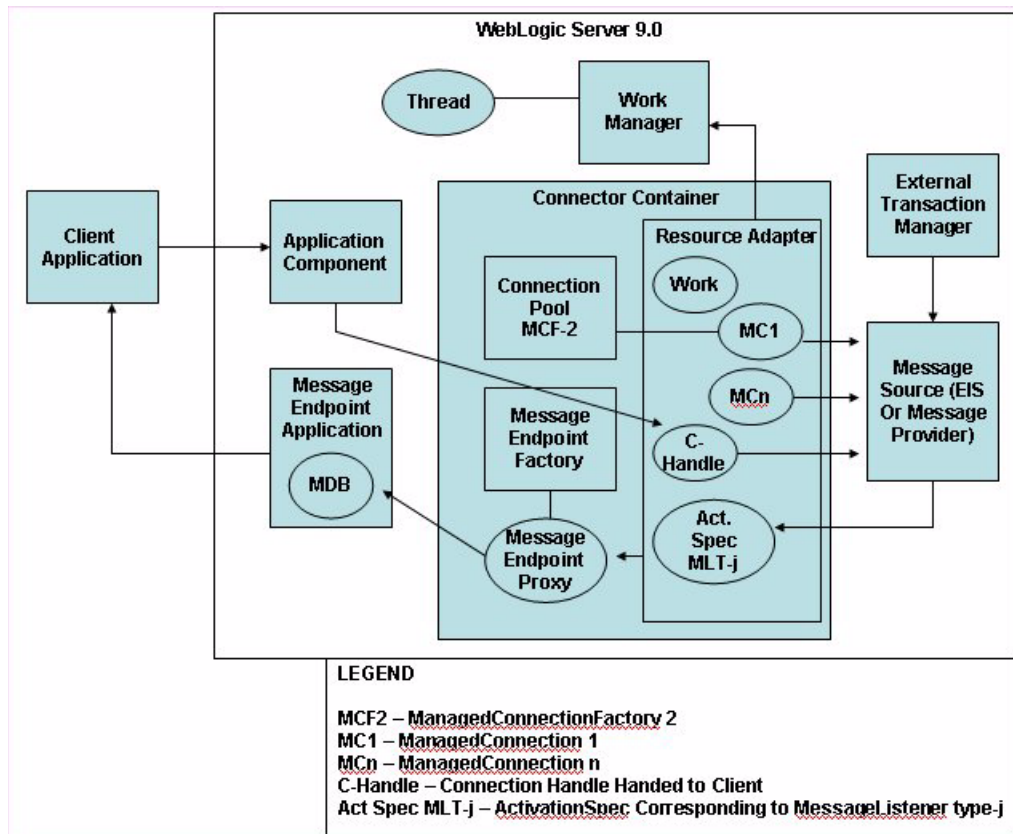 WebLogic Server 9.0
Thread
Work
Manager
External
Transaction
Manager
Connector Container
Client
Application
Application
Component
Resource Adapter
Connection
Pool
MCF-2
Work
MC1
Message
Source (EIS
Or Message
Provider)
Message
Endpoint
Application
MDB
Message
Endpoint
Factory
MCn
C-
Handle
Message
Endpoint
Proxy
Act.
Spec
MLT-j
LEGEND
MCF2 – ManagedConnectionFactory 2
MC1 – ManagedConnection 1
MCn – ManagedConnection n
C-Handle – Connection Handle Handed to Client
Act Spec MLT-j – ActivationSpec Corresponding to MessageListener type-j